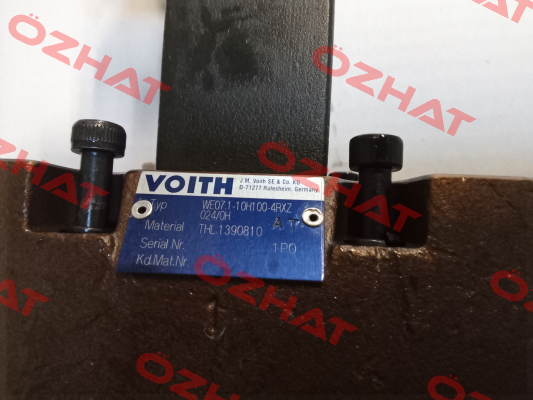 VOITH
J.M. Voith SE & Co. KG
D-71277 Rutesheim, Germany
Typ WE07.1-10H100-4RXZ
024/0H
Material THL.1390810
Serial Nr. 1P0
Kd.Mat.Nr
ÖZHAT
ÖZHAT
ÖZHAT
ÖZHAT
ÖZHAT
ÖZHAT
ÖZHAT
ÖZHAT